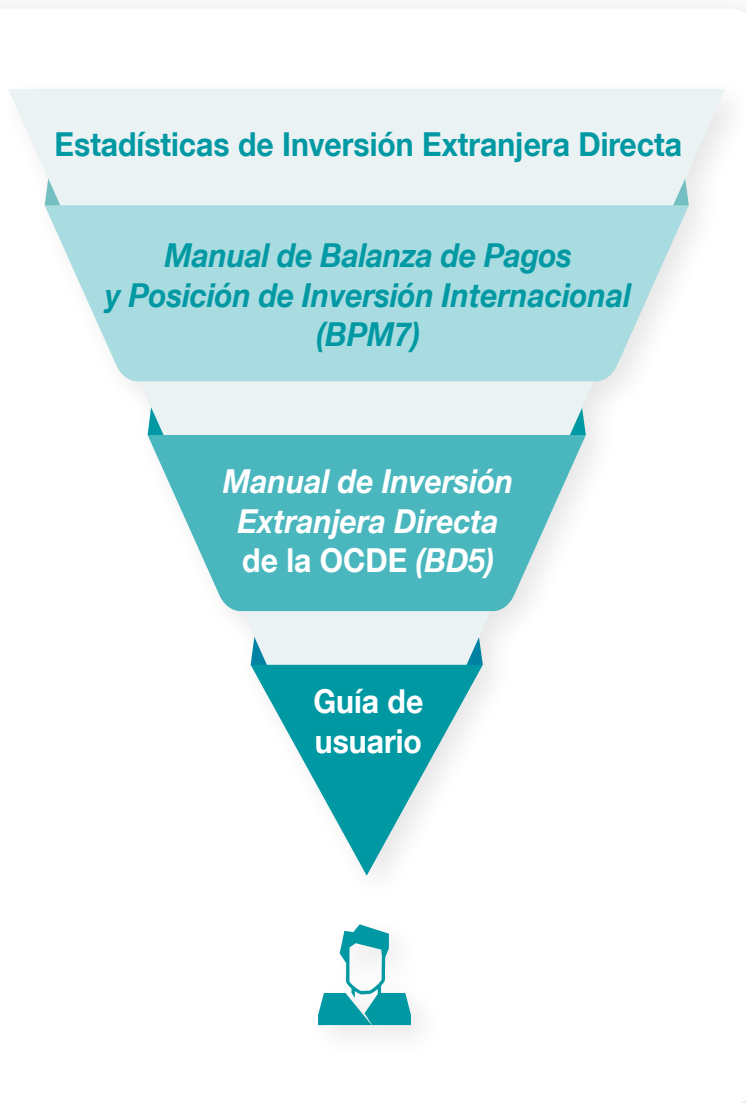 Estadísticas de Inversión Extranjera Directa
Manual de Balanza de Pagos
y Posición de Inversión Internacional
(BPM7)
Manual de Inversión
Extranjera Directa
de la OCDE (BD5)
Guía de
usuario